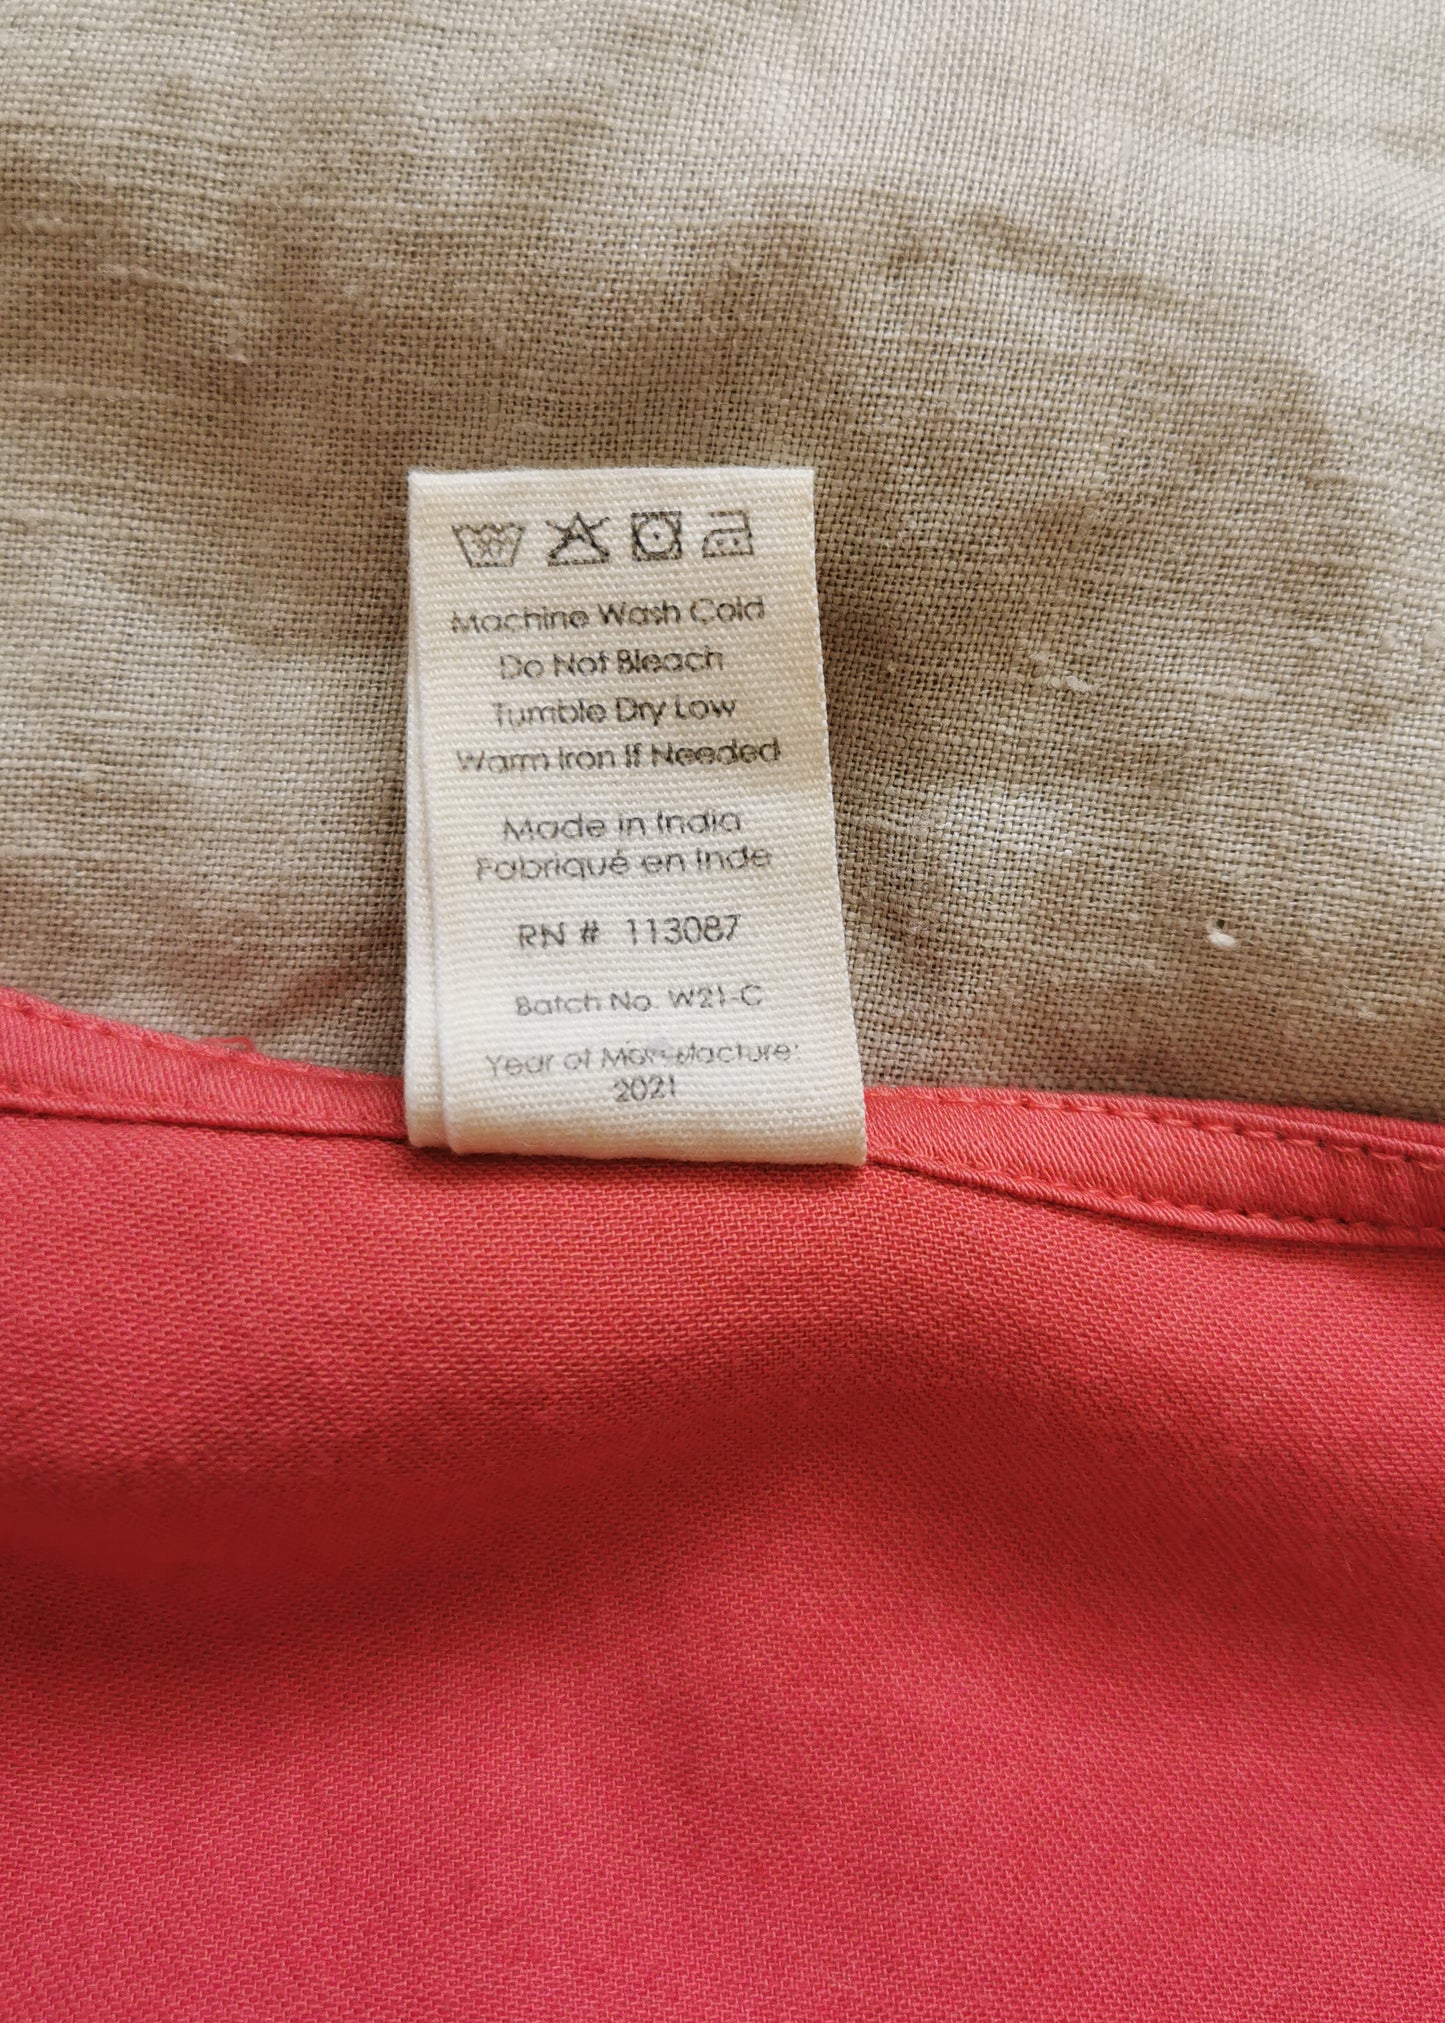 Machine Wash Cold
Do Not Bleach
Tumble Dry Low
Warm Iron If Needed
Made in India
Fabriqué en Inde
RN # 113087
Batch No. W21-C
Year of Manufacture:
2021